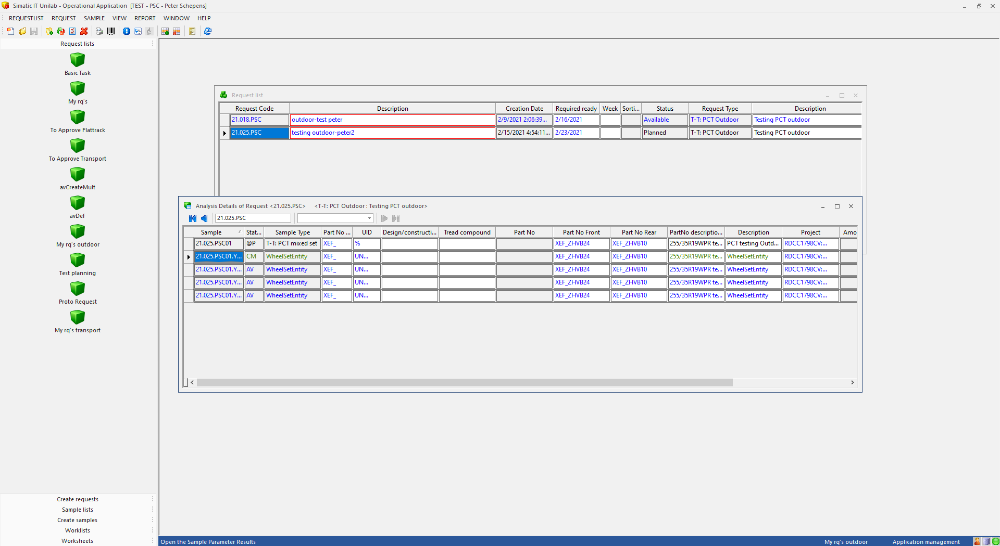 Simatic IT Unilab - Operational Application [TEST - PSC - Peter Schepens]
REQUESTLIST REQUEST SAMPLE VIEW REPORT WINDOW HELP
Request lists
Basic Task
My rq's
To Approve Flattrack
To Approve Transport
avCreateMult
avDef
My rq's outdoor
Test planning
Proto Request
My rq's transport
Create requests
Sample lists
Create samples
Worklists
Worksheets
Request list
Request Code Description Creation Date Required ready Week Sorti... Status Request Type Description
21.018.PSC outdoor-test peter 2/9/2021 2:06:39... 2/16/2021 Available T-T: PCT Outdoor Testing PCT outdoor
21.025.PSC testing outdoor-peter2 2/15/2021 4:54:11... 2/23/2021 Planned T-T: PCT Outdoor Testing PCT outdoor
Analysis Details of Request <21.025.PSC> <T-T: PCT Outdoor : Testing PCT outdoor>
21.025.PSC
Sample Stat... Sample Type Part No ... UID Design/constructi... Tread compound Part No Part No Front Part No Rear PartNo descriptio... Description Project Amo
21.025.PSC01 @P T-T: PCT mixed set XEF_ % XEF_ZHVB24 XEF_ZHVB10 255/35R19WPR te... PCT testing Outd... RDCC1798CV:...
21.025.PSC01.Y... CM WheelSetEntity XEF_ UN... XEF_ZHVB24 XEF_ZHVB10 255/35R19WPR te... WheelSetEntity RDCC1798CV:...
21.025.PSC01.Y... AV WheelSetEntity XEF_ UN... XEF_ZHVB24 XEF_ZHVB10 255/35R19WPR te... WheelSetEntity RDCC1798CV:...
21.025.PSC01.Y... AV WheelSetEntity XEF_ UN... XEF_ZHVB24 XEF_ZHVB10 255/35R19WPR te... WheelSetEntity RDCC1798CV:...
21.025.PSC01.Y... AV WheelSetEntity XEF_ UN... XEF_ZHVB24 XEF_ZHVB10 255/35R19WPR te... WheelSetEntity RDCC1798CV:...
Open the Sample Parameter Results My rq's outdoor Application management